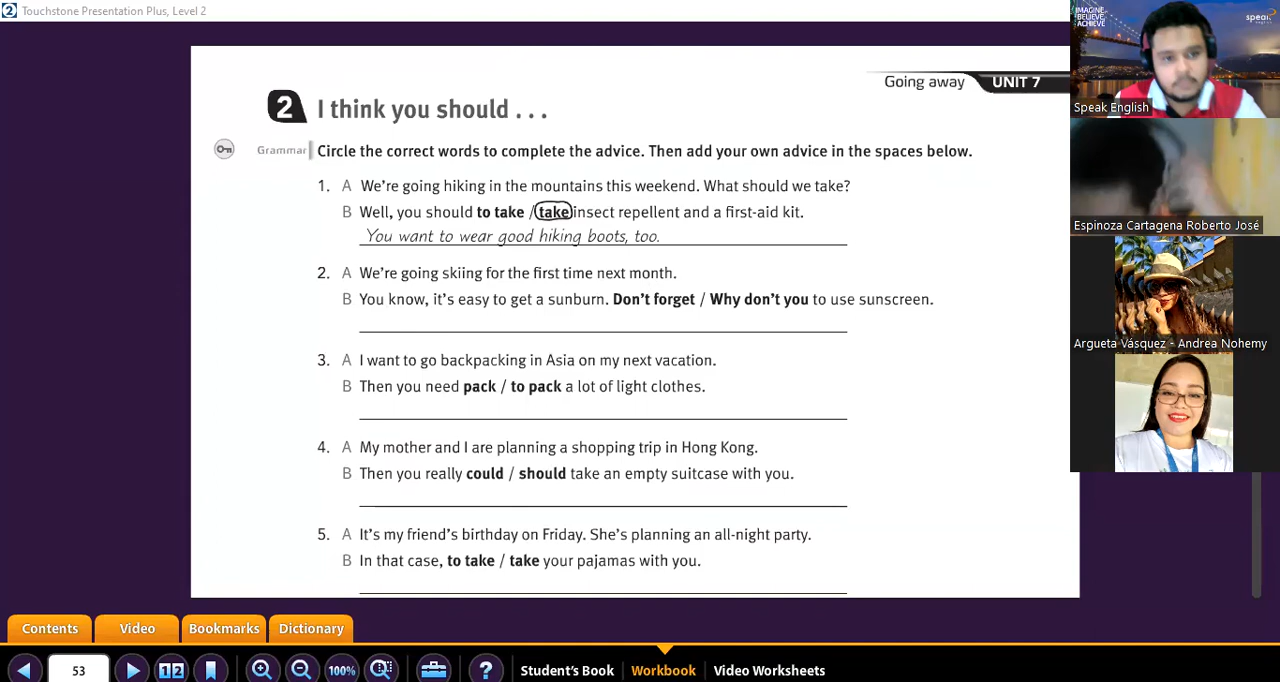 Touchstone Presentation Plus, Level 2
Going away UNIT 7
2 I think you should . . .
Grammar Circle the correct words to complete the advice. Then add your own advice in the spaces below.
1. A We're going hiking in the mountains this weekend. What should we take?
B Well, you should to take / take insect repellent and a first-aid kit.
You want to wear good hiking boots, too.
2. A We're going skiing for the first time next month.
B You know, it's easy to get a sunburn. Don't forget / Why don't you to use sunscreen.
3. A I want to go backpacking in Asia on my next vacation.
B Then you need pack / to pack a lot of light clothes.
4. A My mother and I are planning a shopping trip in Hong Kong.
B Then you really could / should take an empty suitcase with you.
5. A It's my friend's birthday on Friday. She's planning an all-night party.
B In that case, to take / take your pajamas with you.
IMAGINE
BELIEVE
ACHIEVE
speak
Speak English
Espinoza Cartagena Roberto José
Argueta Vásquez - Andrea Nohemy
Contents Video Bookmarks Dictionary
53 12 100% ? Student's Book Workbook Video Worksheets